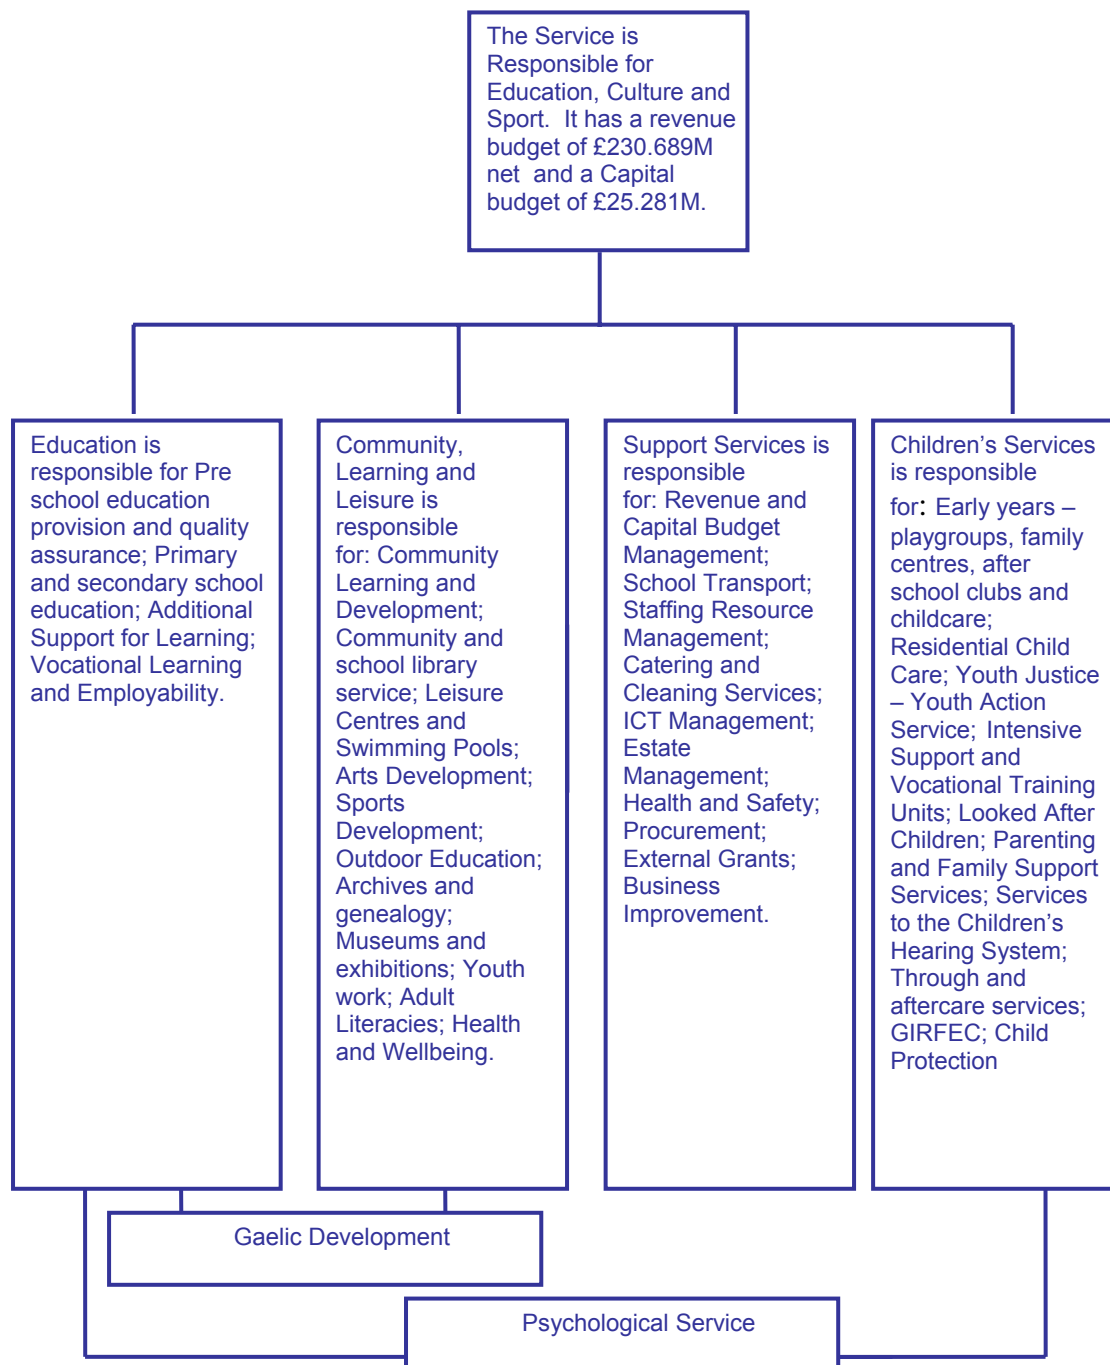 The Service is
Responsible for
Education, Culture and
Sport.  It has a revenue
budget of £230.689M
net  and a Capital
budget of £25.281M.
Education is
responsible for Pre
school education
provision and quality
assurance; Primary
and secondary school
education; Additional
Support for Learning;
Vocational Learning
and Employability.
Community,
Learning and
Leisure is
responsible
for: Community
Learning and
Development;
Community and
school library
service; Leisure
Centres and
Swimming Pools;
Arts Development;
Sports
Development;
Outdoor Education;
Archives and
genealogy;
Museums and
exhibitions; Youth
work; Adult
Literacies; Health
and Wellbeing.
Support Services is
responsible
for: Revenue and
Capital Budget
Management;
School Transport;
Staffing Resource
Management;
Catering and
Cleaning Services;
ICT Management;
Estate
Management;
Health and Safety;
Procurement;
External Grants;
Business
Improvement.
Children’s Services
is responsible
for: Early years –
playgroups, family
centres, after
school clubs and
childcare;
Residential Child
Care; Youth Justice
– Youth Action
Service; Intensive
Support and
Vocational Training
Units; Looked After
Children; Parenting
and Family Support
Services; Services
to the Children’s
Hearing System;
Through and
aftercare services;
GIRFEC; Child
Protection
Gaelic Development
Psychological Service